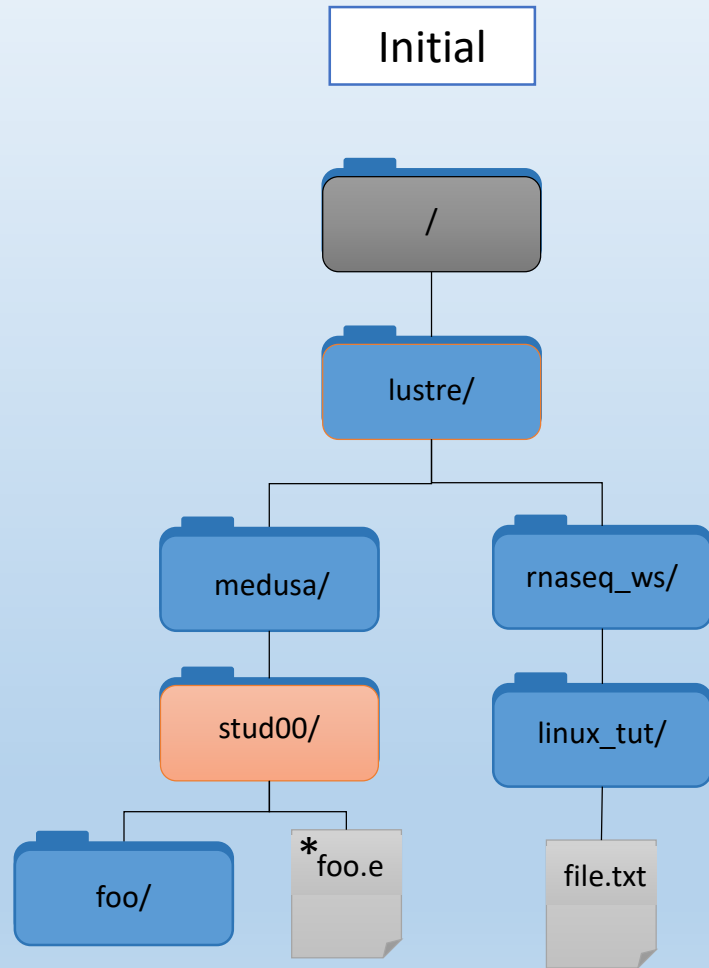 Initial
/
lustre/
medusa/
rnaseq_ws/
stud00/
linux_tut/
foo/
*foo.e
file.txt